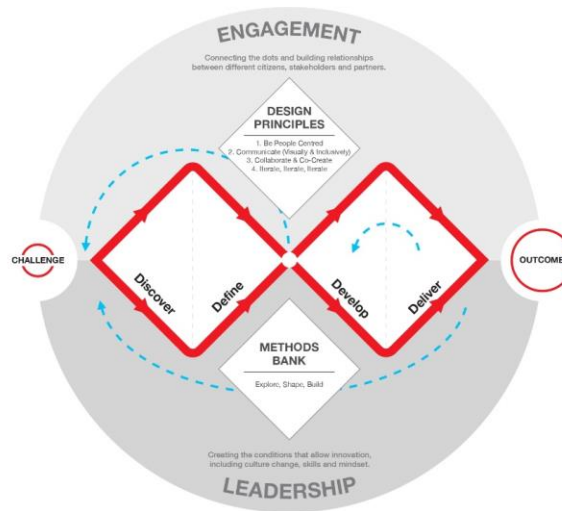 ENGAGEMENT
Connecting the dots and building relationships
between different citizens, stakeholders and partners.
DESIGN
PRINCIPLES
1. Be People Centred
2. Communicate (Visually & Inclusively)
3. Collaborate & Co-Create
4. Iterate, Iterate, Iterate
CHALLENGE
OUTCOME
Discover
Define
Develop
Deliver
METHODS
BANK
Explore, Shape, Build
Creating the conditions that allow innovation,
including culture change, skills and mindset.
LEADERSHIP